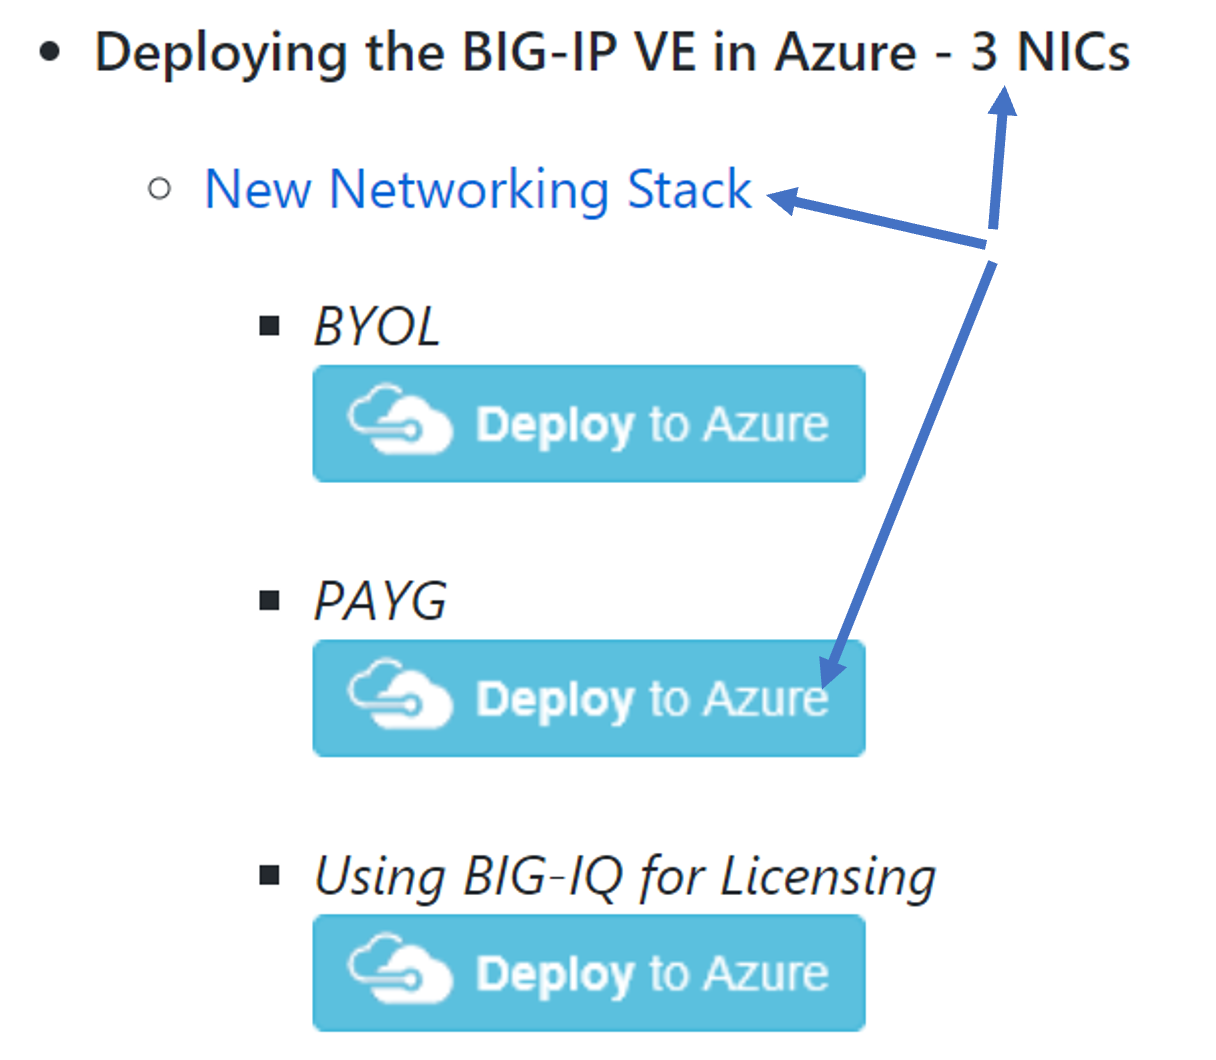 Deploying the BIG-IP VE in Azure - 3 NICs
New Networking Stack
BYOL
Deploy to Azure
PAYG
Deploy to Azure
Using BIG-IQ for Licensing
Deploy to Azure